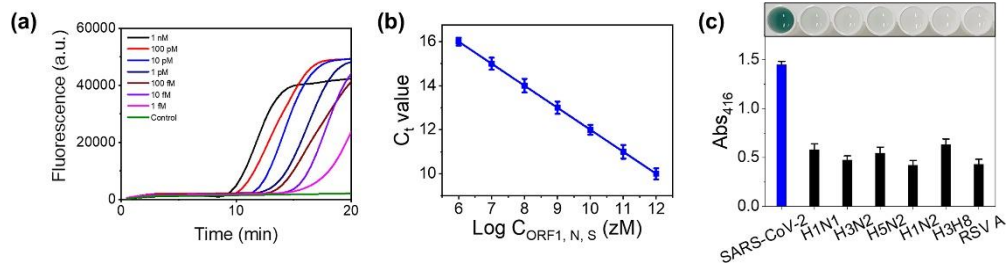 (a)
Fluorescence (a.u.)
60000
40000
20000
0
1 nM
100 pM
10 pM
1 pM
100 fM
10 fM
1 fM
Control
0
10
20
Time (min)
(b)
Ct value
16
14
12
10
6 7 8 9 10 11 12
Log C ORF1, N, S (zM)
(c)
Abs416
1.5
1.0
0.5
0.0
SARS-CoV-2
H1N1
H3N2
H5N2
H1N2
H3H8
RSV A